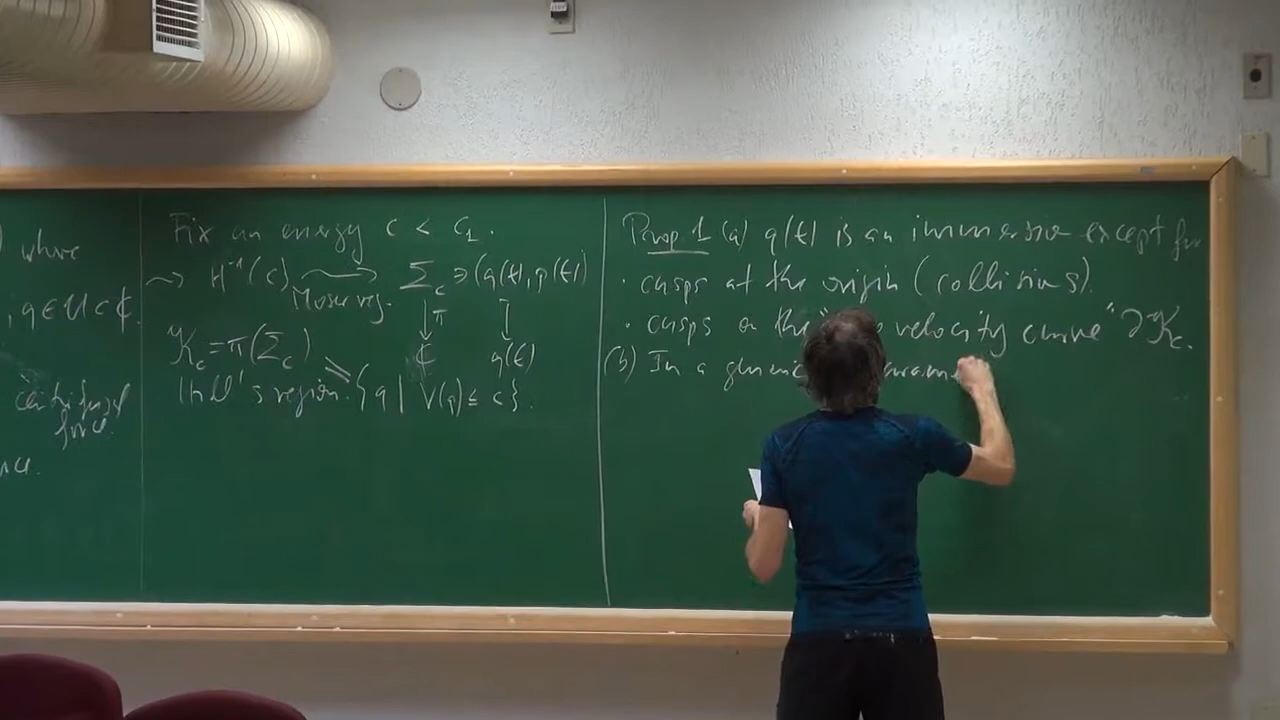 where
, q ∈ U ⊂ ℂ.
centrifugal
force.
Fix an energy c < c₁.
⇝ H⁻¹(c) ⟶ Σ_c ∋ (q(t), p(t))
Moser reg.
↓π ↓
ℂ q(t)
𝒦_c = π(Σ_c)
Hill's region. {q | V(q) ≤ c}.
Prop 1 (a) q(t) is an immersion except for
· cusps at the origin (collisions).
· cusps on the " velocity curve" ∂𝒦_c.
(b) In a generic